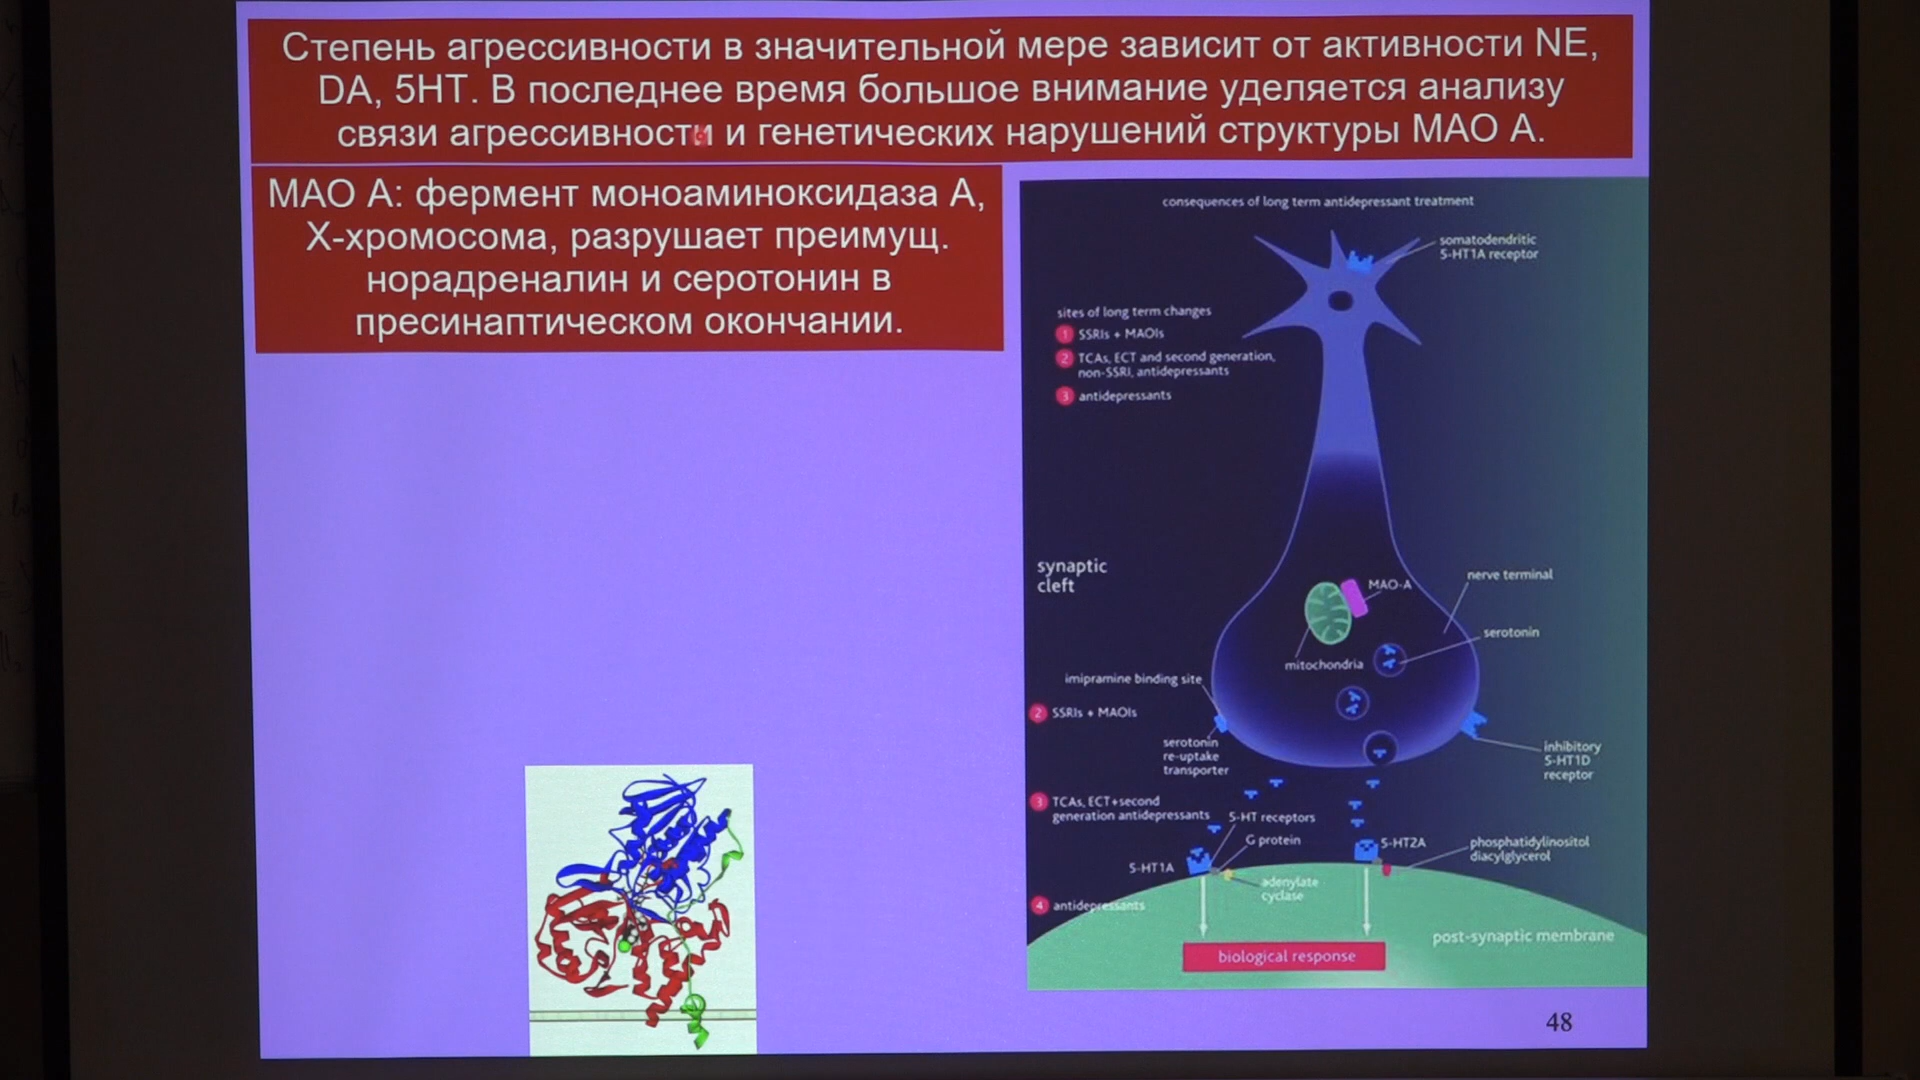 Степень агрессивности в значительной мере зависит от активности NE,
DA, 5HT. В последнее время большое внимание уделяется анализу
связи агрессивности и генетических нарушений структуры МАО А.
МАО А: фермент моноаминоксидаза А,
Х-хромосома, разрушает преимущ.
норадреналин и серотонин в
пресинаптическом окончании.
consequences of long term antidepressant treatment
somatodendritic
5-HT1A receptor
sites of long term changes
1 SSRIs + MAOIs
2 TCAs, ECT and second generation,
non-SSRI, antidepressants
3 antidepressants
synaptic
cleft
MAO-A
nerve terminal
serotonin
mitochondria
imipramine binding site
2 SSRIs + MAOIs
serotonin
re-uptake
transporter
inhibitory
5-HT1D
receptor
3 TCAs, ECT+second
generation antidepressants
5-HT receptors
G protein
5-HT2A
phosphatidylinositol
diacylglycerol
5-HT1A
adenylate
cyclase
4 antidepressants
post-synaptic membrane
biological response
48